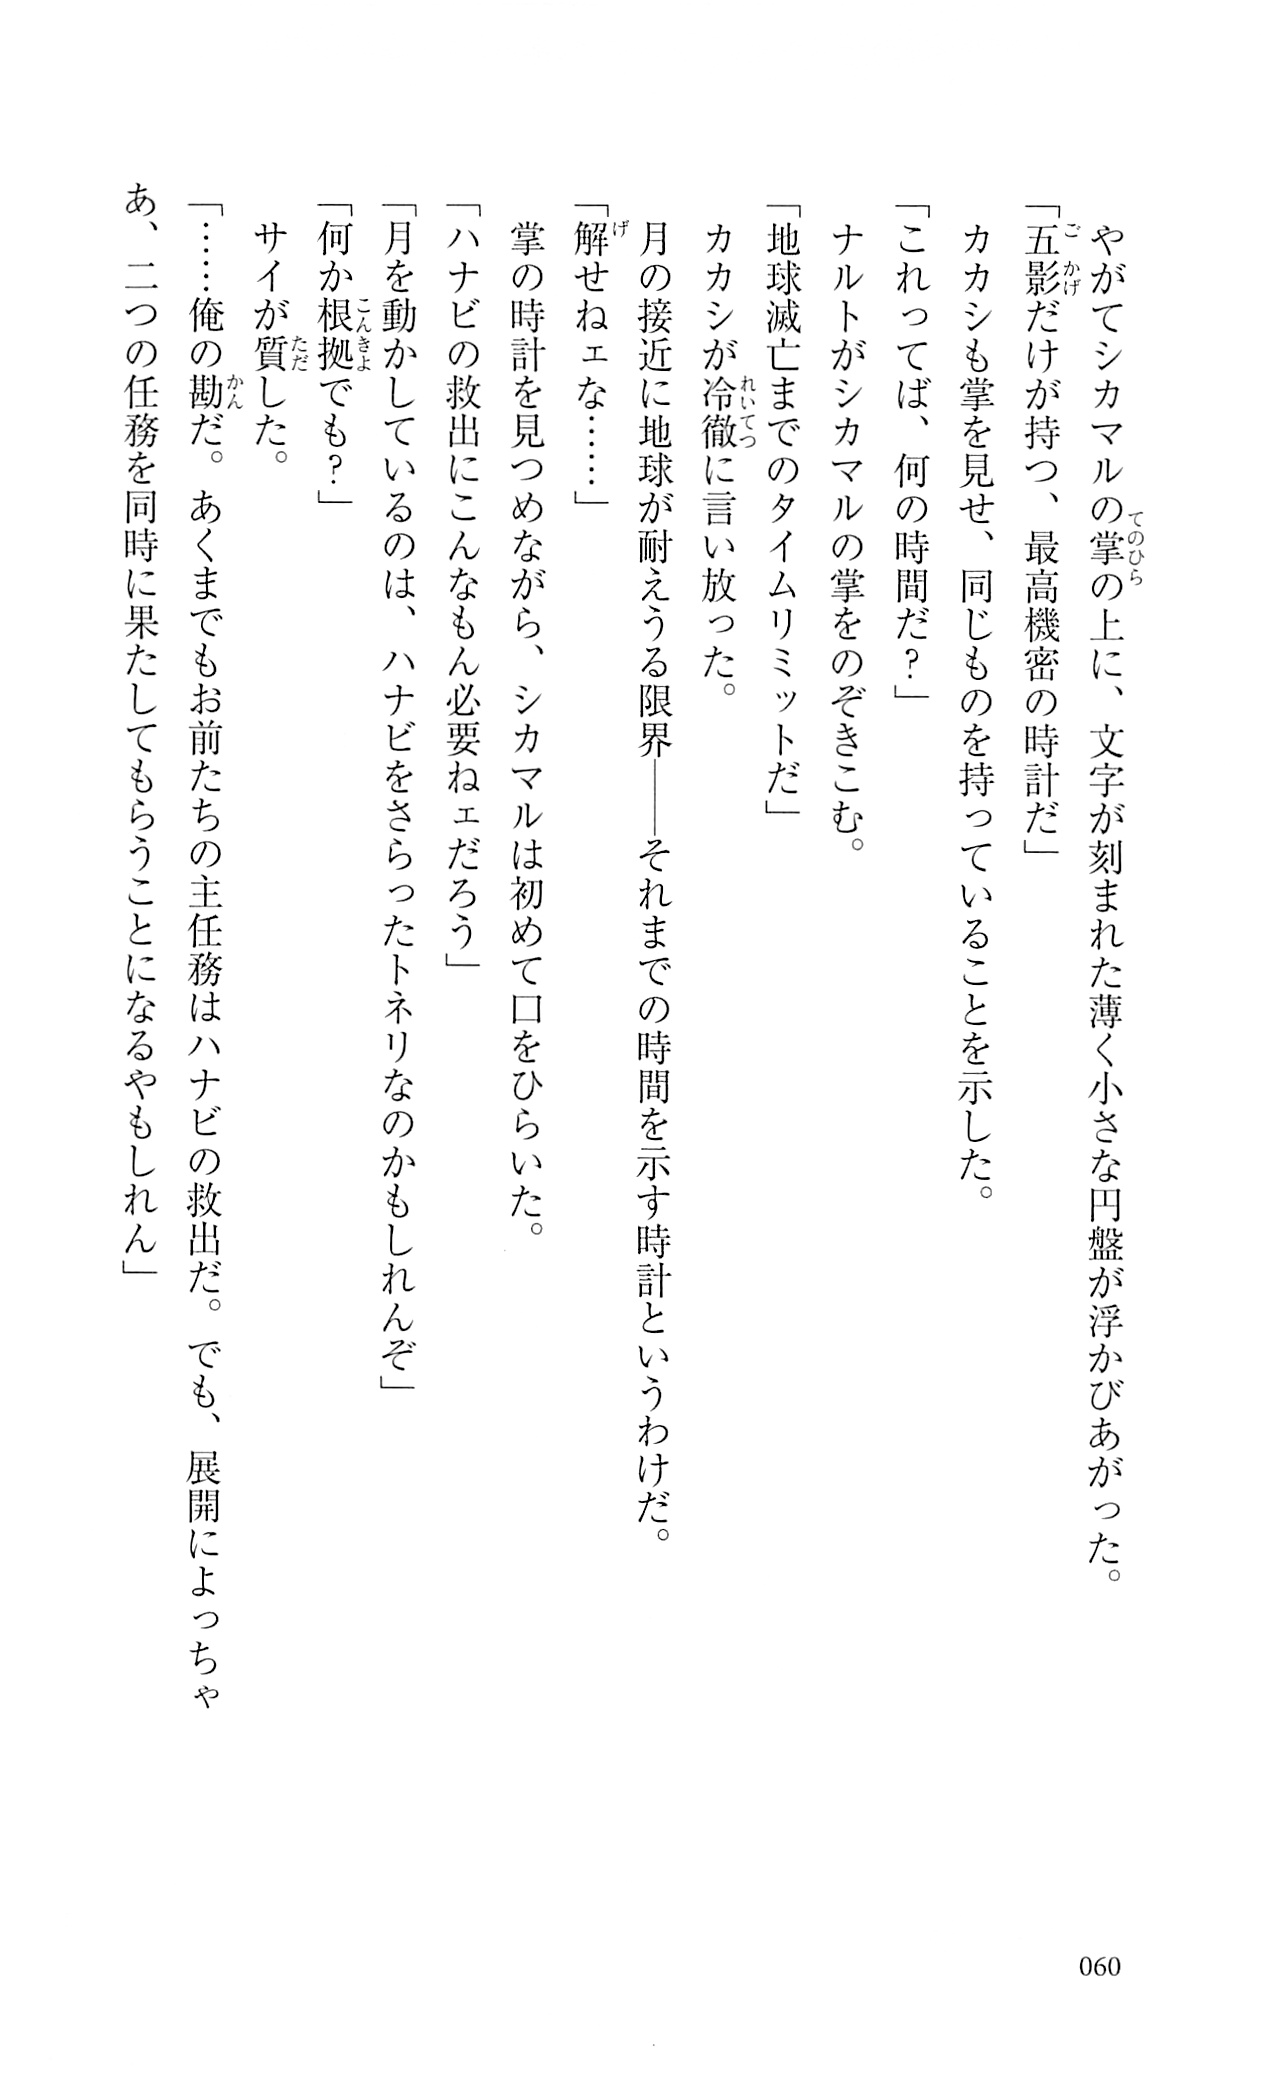 やがてシカマルの掌の上に、文字が刻まれた薄く小さな円盤が浮かびあがった。
「五影だけが持つ、最高機密の時計だ」
カカシも掌を見せ、同じものを持っていることを示した。
「これってば、何の時間だ?」
ナルトがシカマルの掌をのぞきこむ。
「地球滅亡までのタイムリミットだ」
カカシが冷徹に言い放った。
月の接近に地球が耐えうる限界――それまでの時間を示す時計というわけだ。
「解せねェな……」
掌の時計を見つめながら、シカマルは初めて口をひらいた。
「ハナビの救出にこんなもん必要ねェだろう」
「月を動かしているのは、ハナビをさらったトネリなのかもしれんぞ」
「何か根拠でも?」
サイが質した。
「……俺の勘だ。あくまでもお前たちの主任務はハナビの救出だ。でも、展開によっちゃ
あ、二つの任務を同時に果たしてもらうことになるやもしれん」
060